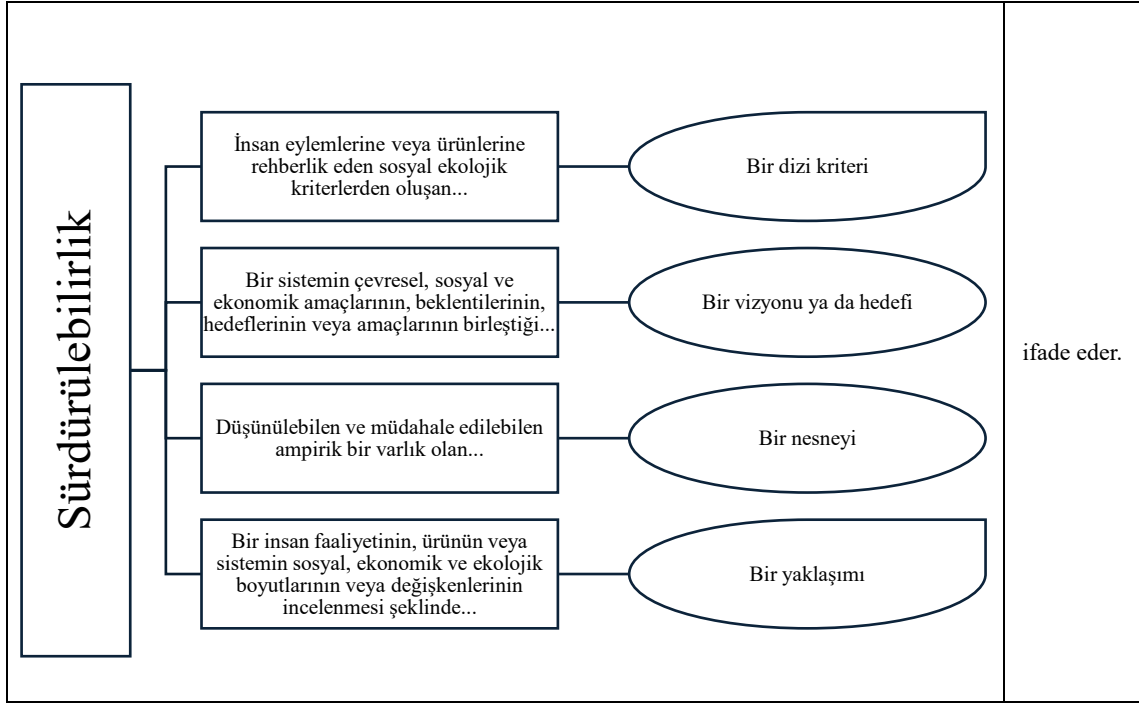 Sürdürülebilirlik
İnsan eylemlerine veya ürünlerine
rehberlik eden sosyal ekolojik
kriterlerden oluşan...
Bir dizi kriteri
Bir sistemin çevresel, sosyal ve
ekonomik amaçlarının, beklentilerinin,
hedeflerinin veya amaçlarının birleştiği...
Bir vizyonu ya da hedefi
Düşünülebilen ve müdahale edilebilen
ampirik bir varlık olan...
Bir nesneyi
Bir insan faaliyetinin, ürünün veya
sistemin sosyal, ekonomik ve ekolojik
boyutlarının veya değişkenlerinin
incelenmesi şeklinde...
Bir yaklaşımı
ifade eder.